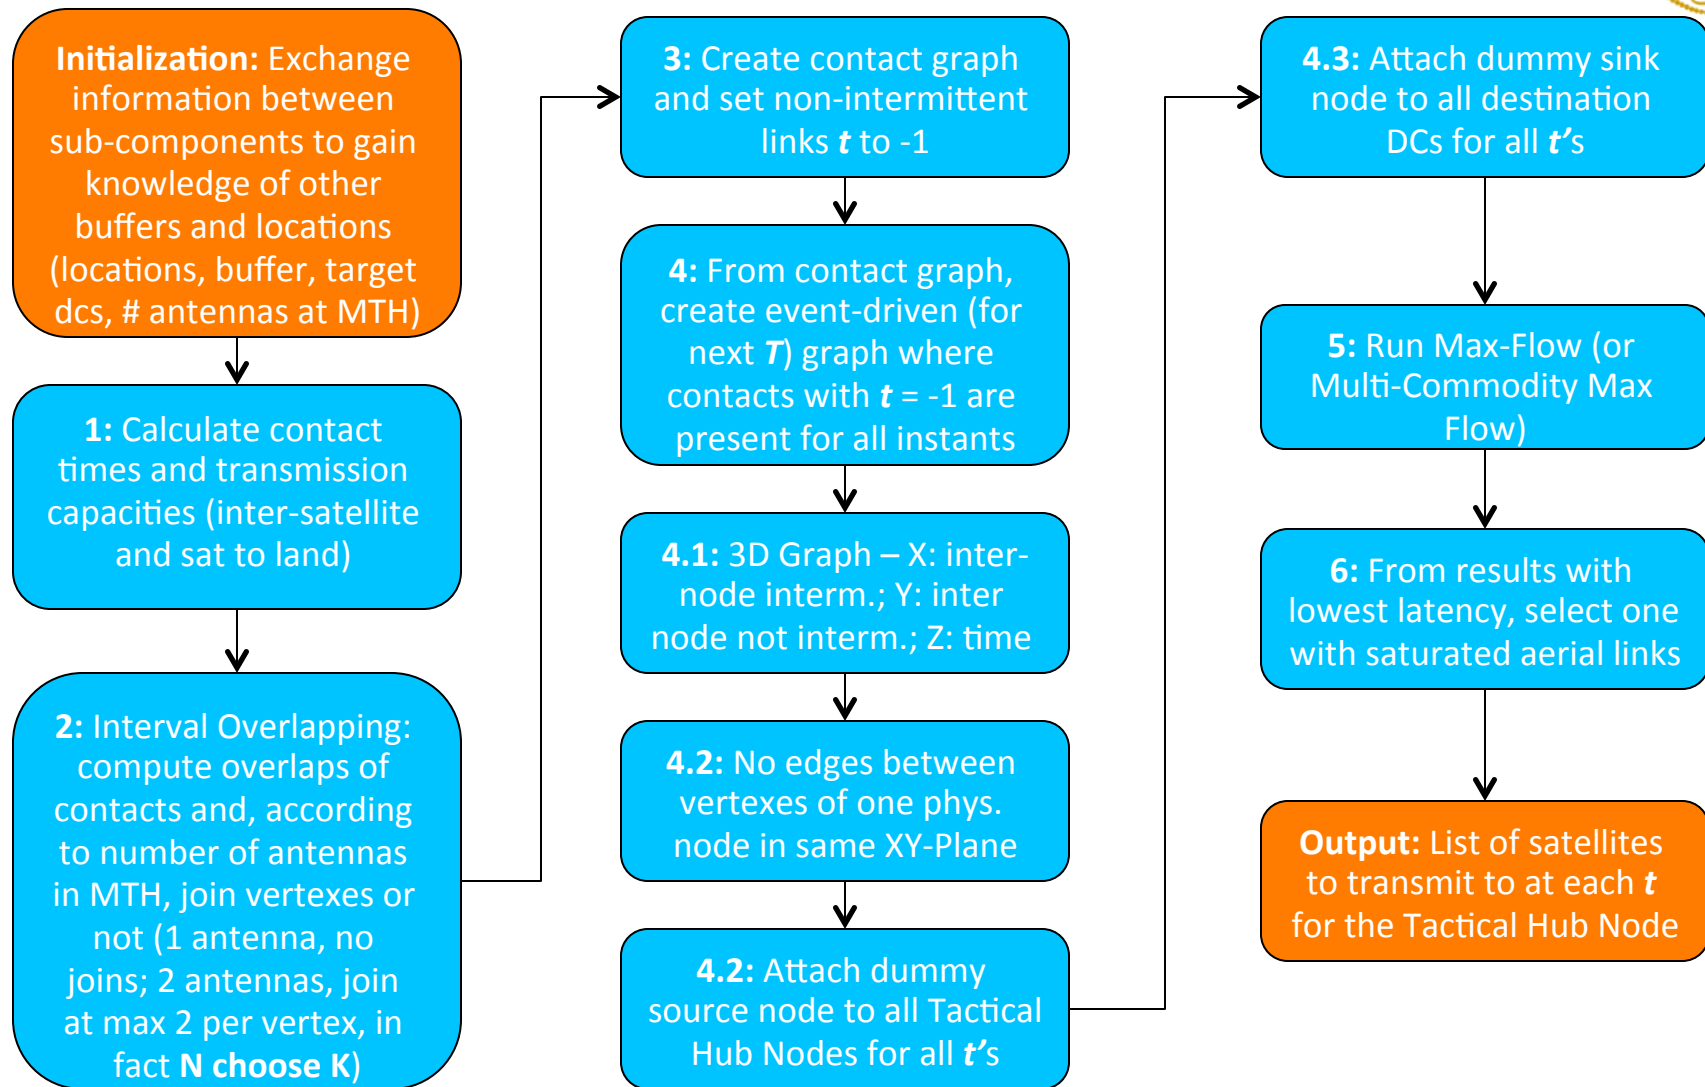 Initialization: Exchange
information between
sub-components to gain
knowledge of other
buffers and locations
(locations, buffer, target
dcs, # antennas at MTH)
1: Calculate contact
times and transmission
capacities (inter-satellite
and sat to land)
2: Interval Overlapping:
compute overlaps of
contacts and, according
to number of antennas
in MTH, join vertexes or
not (1 antenna, no
joins; 2 antennas, join
at max 2 per vertex, in
fact N choose K)
3: Create contact graph
and set non-intermittent
links t to -1
4: From contact graph,
create event-driven (for
next T) graph where
contacts with t = -1 are
present for all instants
4.1: 3D Graph – X: inter-
node interm.; Y: inter
node not interm.; Z: time
4.2: No edges between
vertexes of one phys.
node in same XY-Plane
4.2: Attach dummy
source node to all Tactical
Hub Nodes for all t's
4.3: Attach dummy sink
node to all destination
DCs for all t's
5: Run Max-Flow (or
Multi-Commodity Max
Flow)
6: From results with
lowest latency, select one
with saturated aerial links
Output: List of satellites
to transmit to at each t
for the Tactical Hub Node